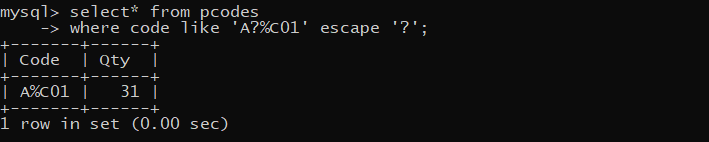 mysql> select* from pcodes
    -> where code like 'A?%C01' escape '?';
+-------+------+
| Code  | Qty  |
+-------+------+
| A%C01 |   31 |
+-------+------+
1 row in set (0.00 sec)